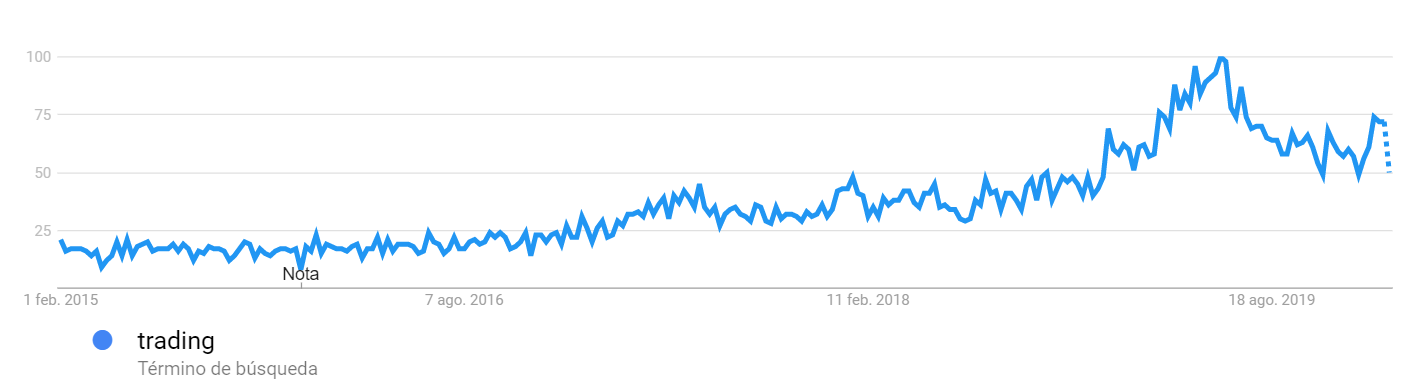 100
75
50
25
Nota
1 feb. 2015 7 ago. 2016 11 feb. 2018 18 ago. 2019
trading
Término de búsqueda